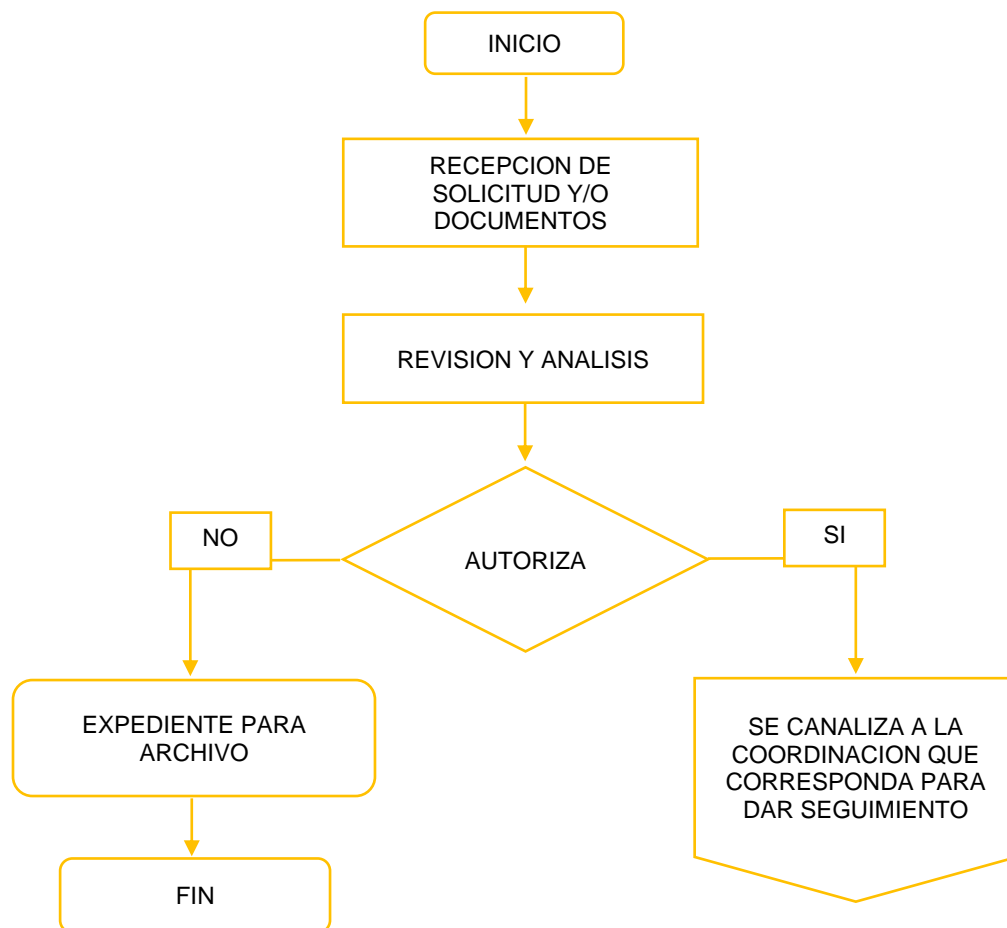 INICIO
RECEPCION DE
SOLICITUD Y/O
DOCUMENTOS
REVISION Y ANALISIS
AUTORIZA
NO
SI
EXPEDIENTE PARA
ARCHIVO
FIN
SE CANALIZA A LA
COORDINACION QUE
CORRESPONDA PARA
DAR SEGUIMIENTO